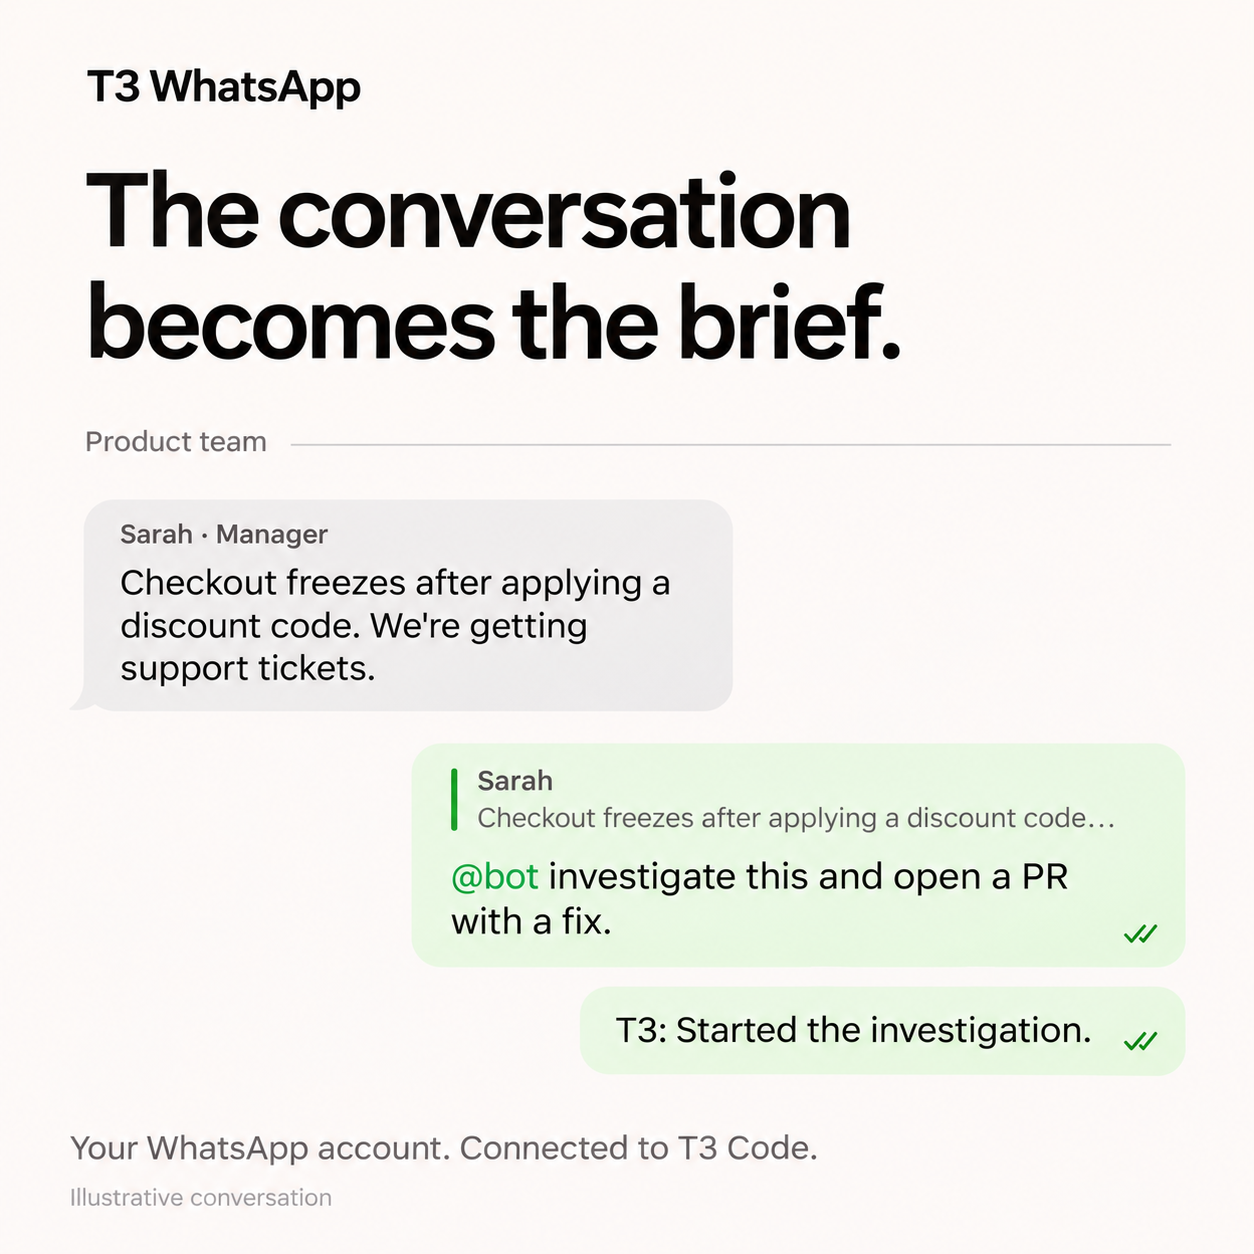 T3 WhatsApp
The conversation
becomes the brief.
Product team
Sarah · Manager
Checkout freezes after applying a
discount code. We're getting
support tickets.
Sarah
Checkout freezes after applying a discount code...
@bot investigate this and open a PR
with a fix.
T3: Started the investigation.
Your WhatsApp account. Connected to T3 Code.
Illustrative conversation